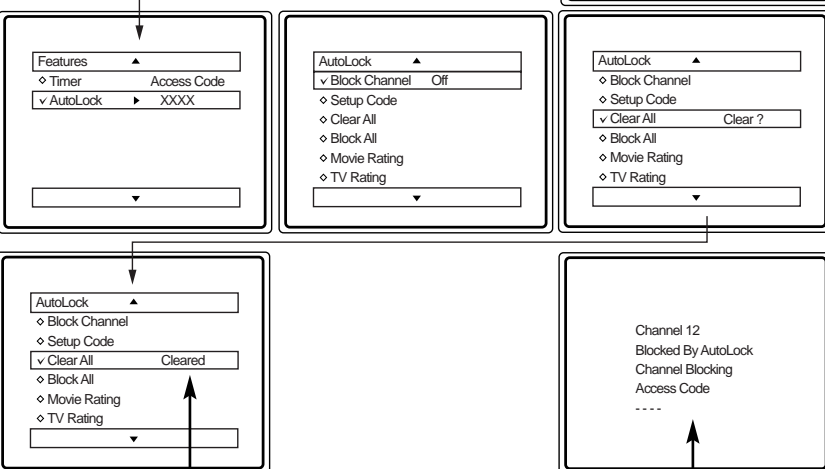 Features
Timer Access Code
AutoLock XXXX
AutoLock
Block Channel Off
Setup Code
Clear All
Block All
Movie Rating
TV Rating
AutoLock
Block Channel
Setup Code
Clear All Clear ?
Block All
Movie Rating
TV Rating
AutoLock
Block Channel
Setup Code
Clear All Cleared
Block All
Movie Rating
TV Rating
Channel 12
Blocked By AutoLock
Channel Blocking
Access Code
- - - -